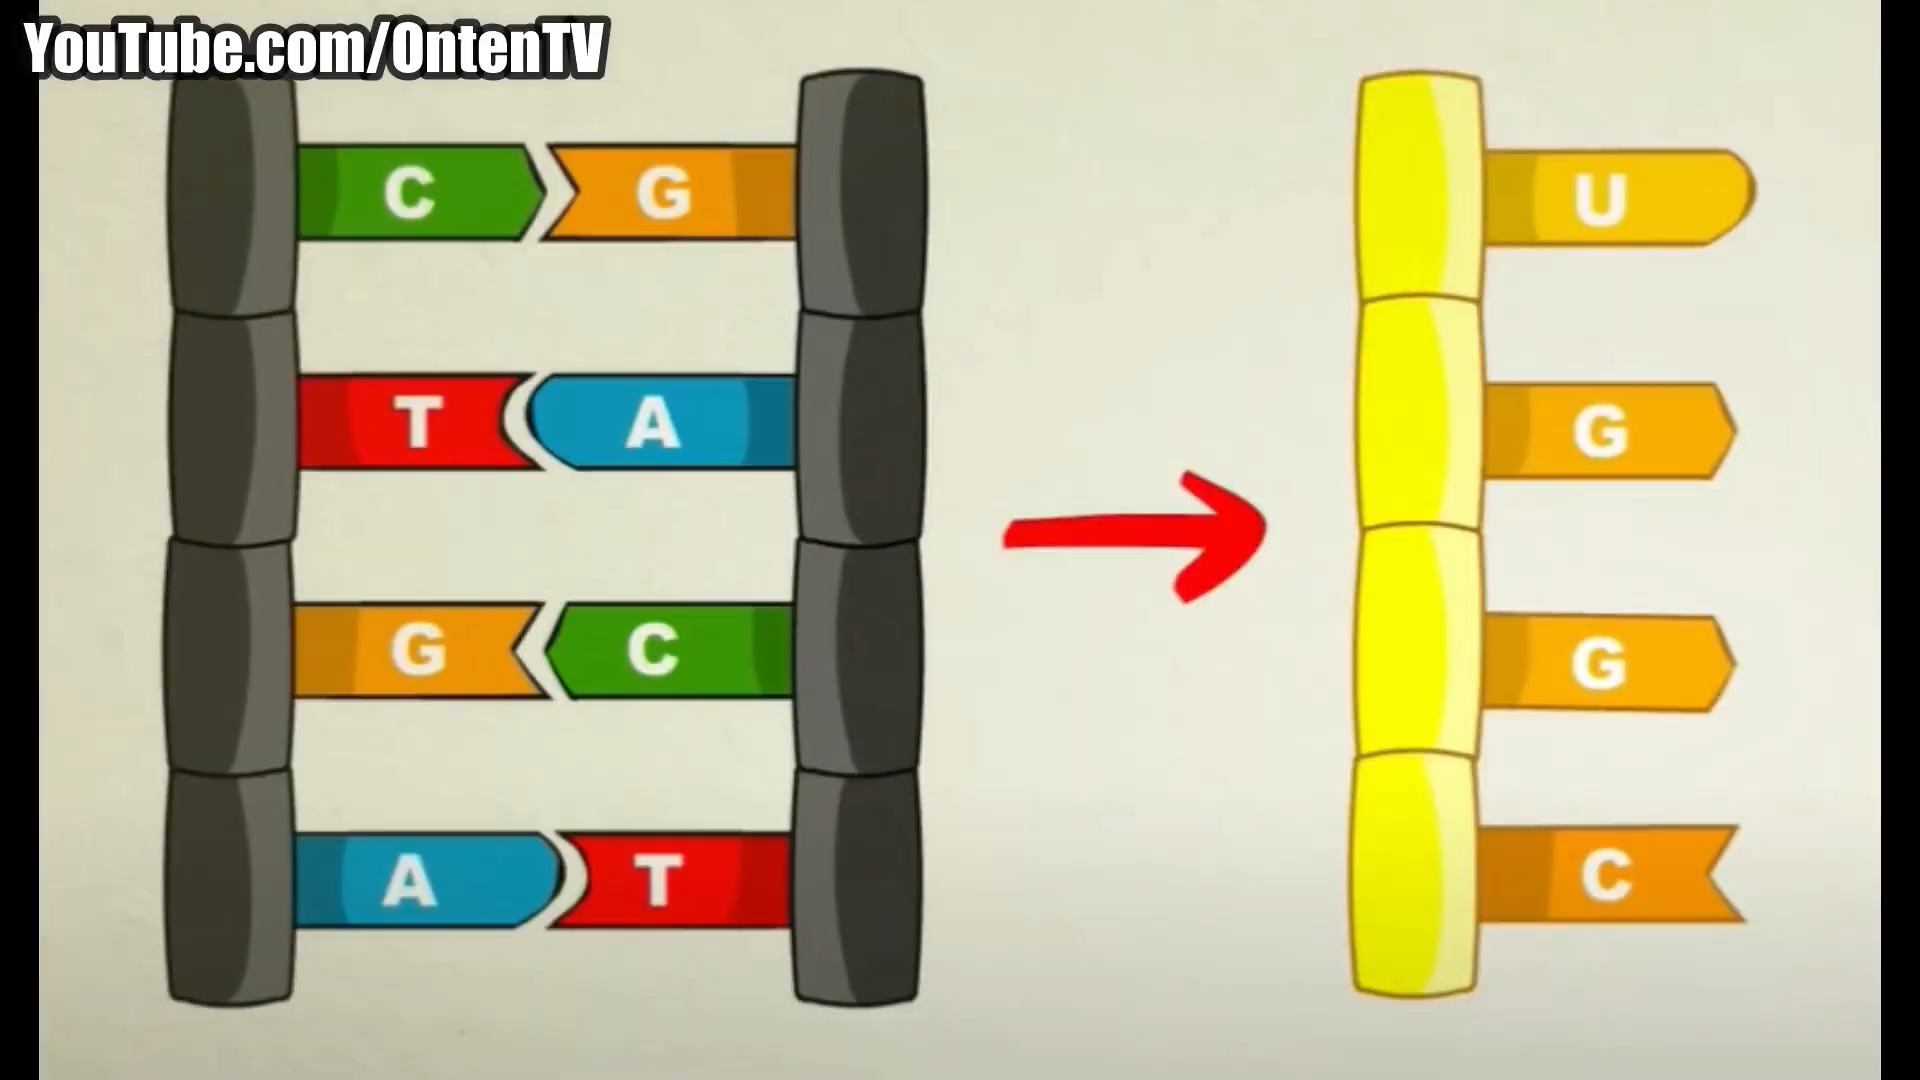 YouTube.com/OntenTV
C G
U
T A
G
G C
G
A T
C